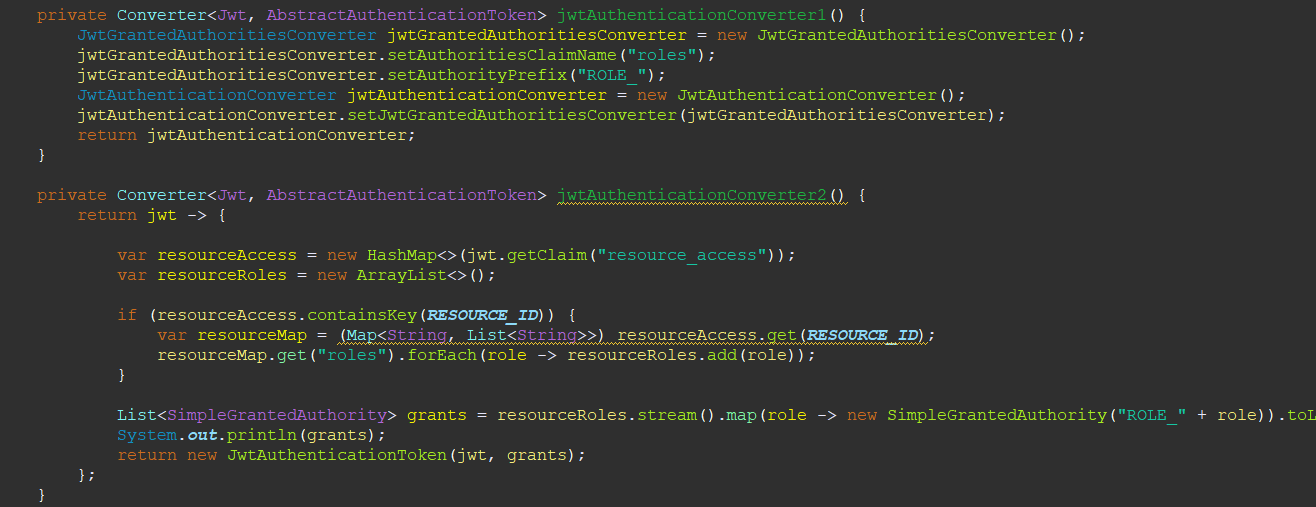 private Converter<Jwt, AbstractAuthenticationToken> jwtAuthenticationConverter1() {
JwtGrantedAuthoritiesConverter jwtGrantedAuthoritiesConverter = new JwtGrantedAuthoritiesConverter();
jwtGrantedAuthoritiesConverter.setAuthoritiesClaimName("roles");
jwtGrantedAuthoritiesConverter.setAuthorityPrefix("ROLE_");
JwtAuthenticationConverter jwtAuthenticationConverter = new JwtAuthenticationConverter();
jwtAuthenticationConverter.setJwtGrantedAuthoritiesConverter(jwtGrantedAuthoritiesConverter);
return jwtAuthenticationConverter;
}
private Converter<Jwt, AbstractAuthenticationToken> jwtAuthenticationConverter2() {
return jwt -> {
var resourceAccess = new HashMap<>(jwt.getClaim("resource_access"));
var resourceRoles = new ArrayList<>();
if (resourceAccess.containsKey(RESOURCE_ID)) {
var resourceMap = (Map<String, List<String>>) resourceAccess.get(RESOURCE_ID);
resourceMap.get("roles").forEach(role -> resourceRoles.add(role));
}
List<SimpleGrantedAuthority> grants = resourceRoles.stream().map(role -> new SimpleGrantedAuthority("ROLE_" + role)).toL
System.out.println(grants);
return new JwtAuthenticationToken(jwt, grants);
};
}